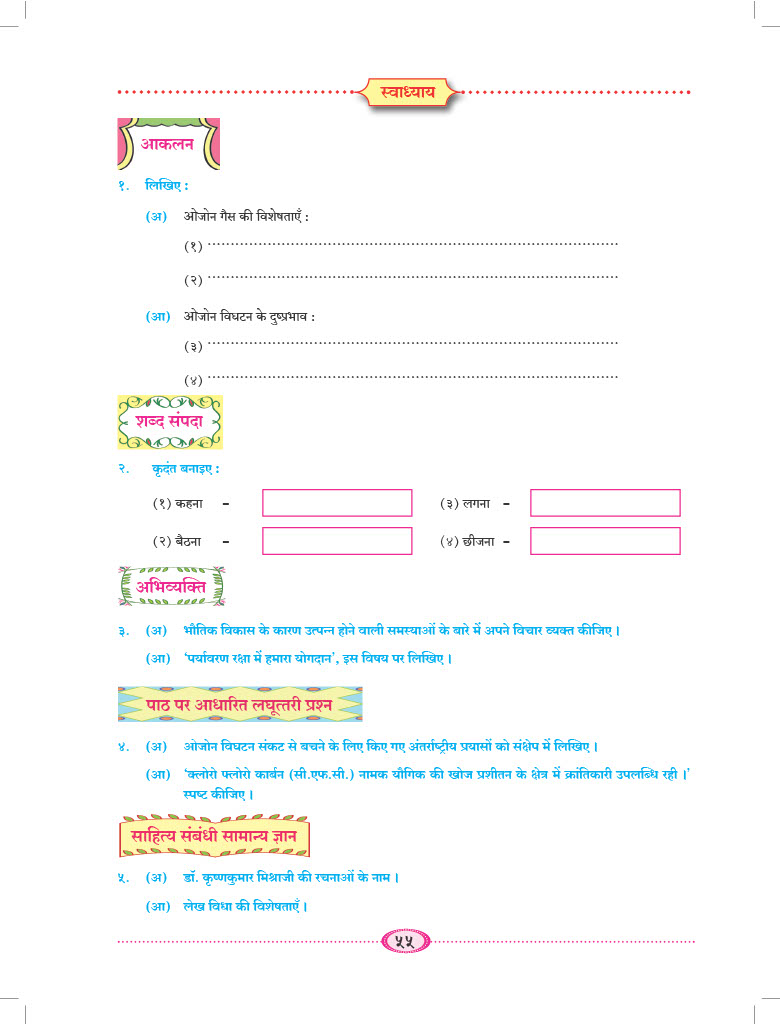 स्वाध्याय
आकलन
१. लिखिए :
(अ) ओजोन गैस की विशेषताएँ :
(१) ................................................................................
(२) ................................................................................
(आ) ओजोन विघटन के दुष्प्रभाव :
(३) ................................................................................
(४) ................................................................................
शब्द संपदा
२. कृदंत बनाइए :
(१) कहना – (३) लगना –
(२) बैठना – (४) छीजना –
अभिव्यक्ति
३. (अ) भौतिक विकास के कारण उत्पन्न होने वाली समस्याओं के बारे में अपने विचार व्यक्त कीजिए ।
(आ) ‘पर्यावरण रक्षा में हमारा योगदान’, इस विषय पर लिखिए ।
पाठ पर आधारित लघूत्तरी प्रश्न
४. (अ) ओजोन विघटन संकट से बचने के लिए किए गए अंतर्राष्ट्रीय प्रयासों को संक्षेप में लिखिए ।
(आ) ‘क्लोरो फ्लोरो कार्बन (सी.एफ.सी.) नामक यौगिक की खोज प्रशीतन के क्षेत्र में क्रांतिकारी उपलब्धि रही ।’
स्पष्ट कीजिए ।
साहित्य संबंधी सामान्य ज्ञान
५. (अ) डॉ. कृष्णकुमार मिश्राजी की रचनाओं के नाम ।
(आ) लेख विधा की विशेषताएँ ।
५५